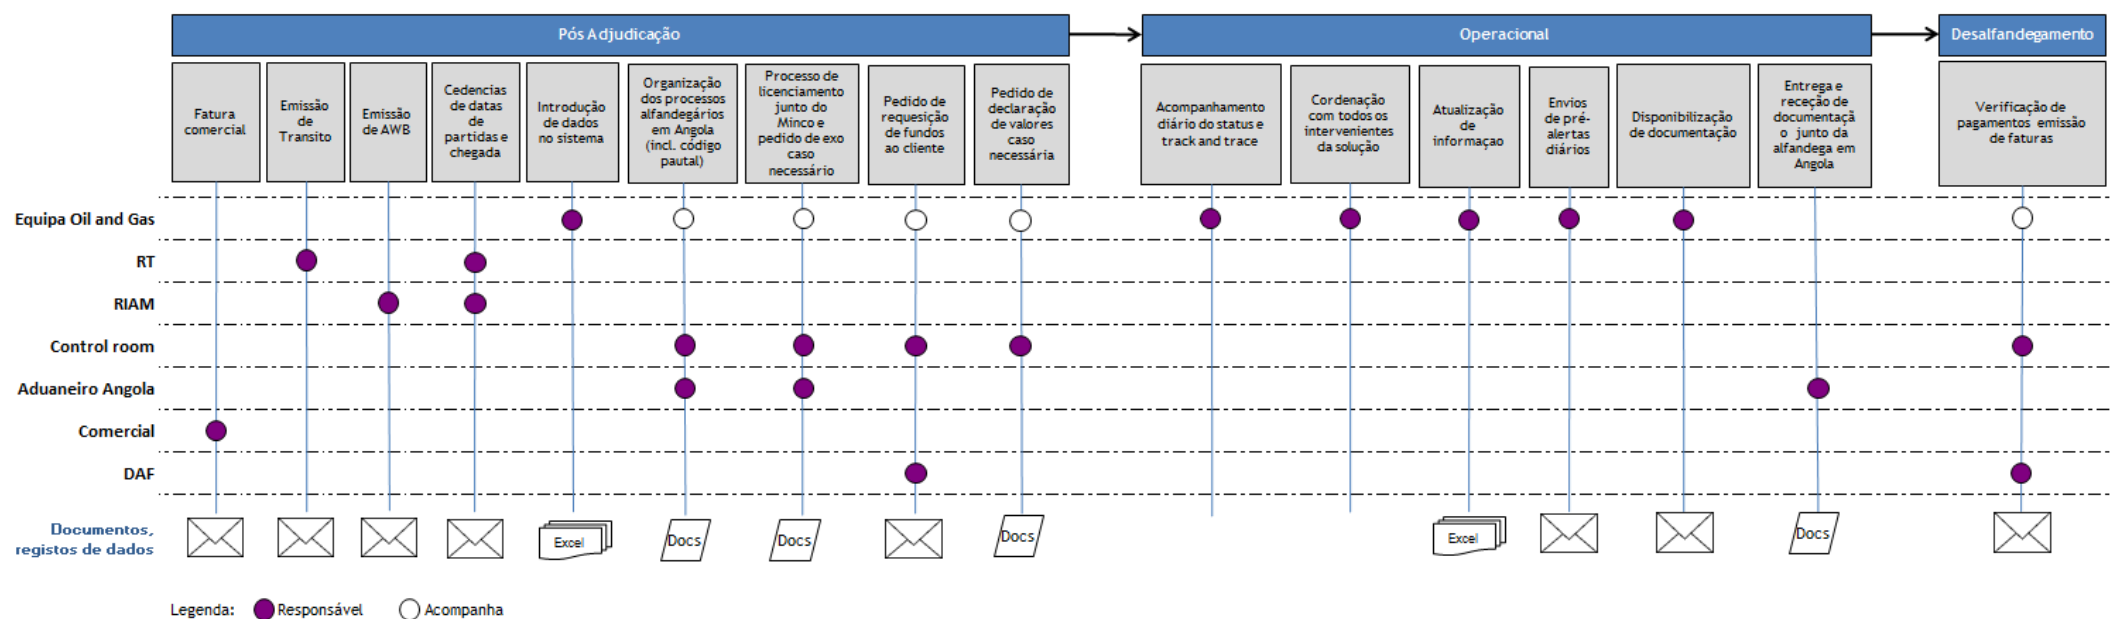 Pós Adjudicação
Operacional
Desalfandegamento
Fatura
comercial
Emissão
de
Transito
Emissão
de AWB
Cedencias
de datas
de
partidas e
chegada
Introdução
de dados
no sistema
Organização
dos processos
alfandegários
em Angola
(incl. código
pautal)
Processo de
licenciamento
junto do
Minco e
pedido de exo
caso
necessário
Pedido de
requesição
de fundos
ao cliente
Pedido de
declaração
de valores
caso
necessária
Acompanhamento
diário do status e
track and trace
Cordenação
com todos os
intervenientes
da solução
Atualização
de
informaçao
Envios
de pré-
alertas
diários
Disponibilização
de documentação
Entrega e
receção de
documentaçã
o junto da
alfandega em
Angola
Verificação de
pagamentos emissão
de faturas
Equipa Oil and Gas
RT
RIAM
Control room
Aduaneiro Angola
Comercial
DAF
Documentos,
registos de dados
Excel
Docs
Docs
Docs
Excel
Docs
Legenda: Responsável Acompanha